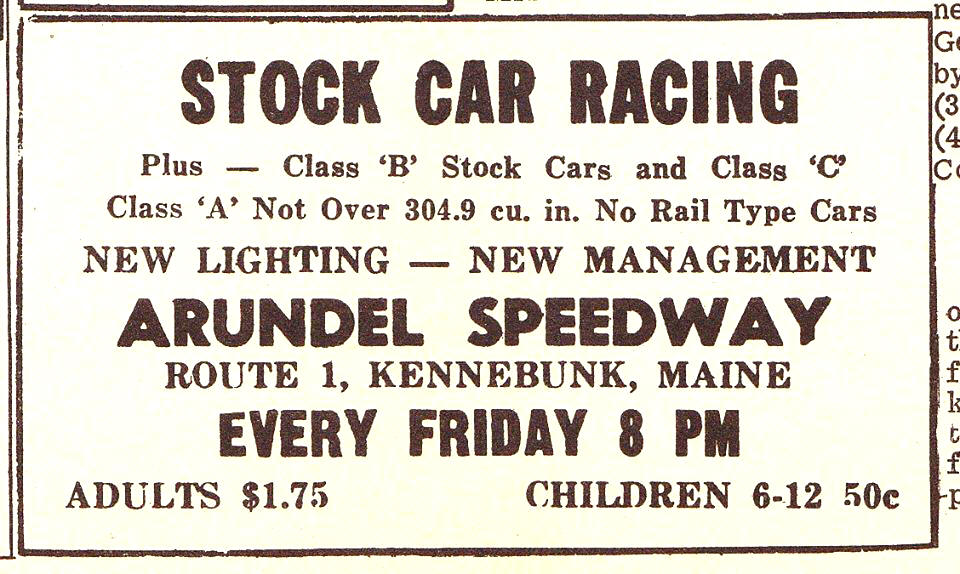 STOCK CAR RACING
Plus — Class ‘B’ Stock Cars and Class ‘C’
Class ‘A’ Not Over 304.9 cu. in. No Rail Type Cars
NEW LIGHTING — NEW MANAGEMENT
ARUNDEL SPEEDWAY
ROUTE 1, KENNEBUNK, MAINE
EVERY FRIDAY 8 PM
ADULTS $1.75 CHILDREN 6-12 50c